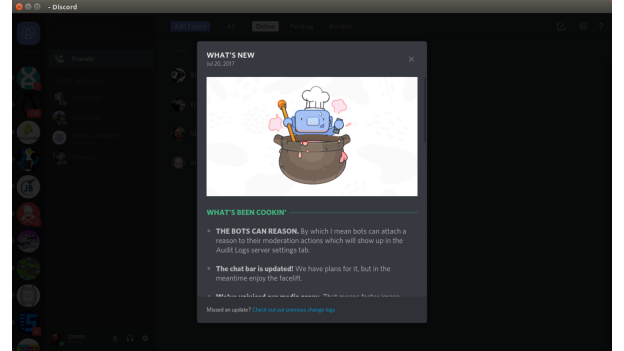 - Discord
Add Friend
All
Online
Pending
Blocked
Friends
WHAT'S NEW
Jul 20, 2017
WHAT'S BEEN COOKIN'
THE BOTS CAN REASON. By which I mean bots can attach a
reason to their moderation actions which will show up in the
Audit Logs server settings tab.
The chat bar is updated! We have plans for it, but in the
meantime enjoy the facelift.
Missed an update? Check out our previous change logs